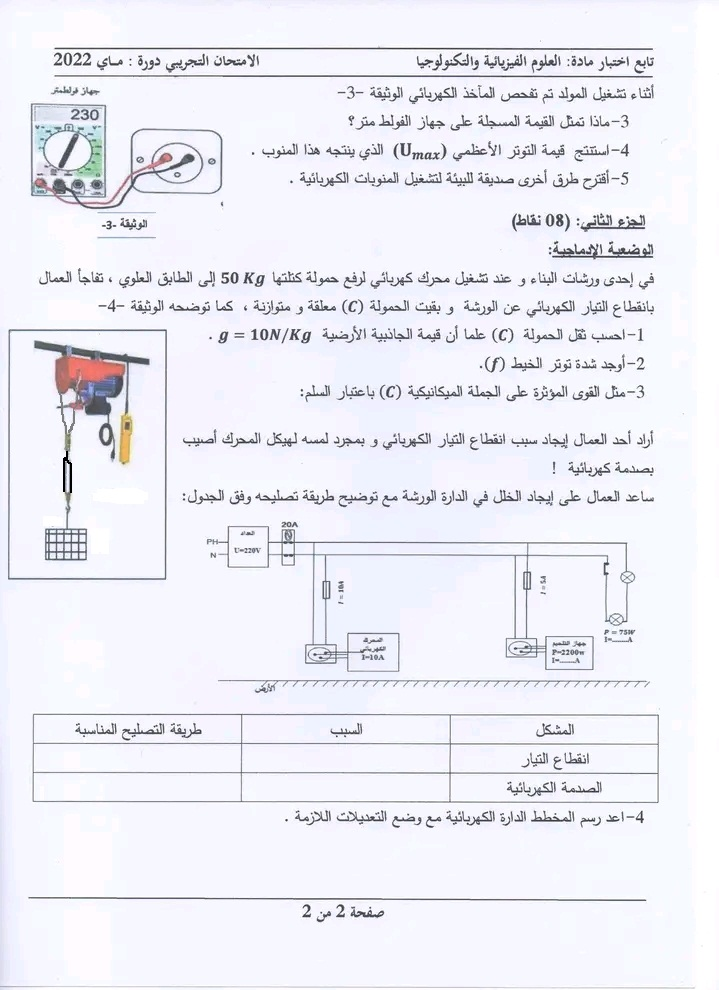 تابع اختبار مادة: العلوم الفيزيائية والتكنولوجيا الامتحان التجريبي دورة : مـاي 2022
أثناء تشغيل المولد تم تفحص المآخذ الكهربائي الوثيقة -3-
3-ماذا تمثل القيمة المسجلة على جهاز الفولط متر؟
4-استنتج قيمة التوتر الأعظمي (Umax) الذي ينتجه هذا المنوب .
5-أقترح طرق أخرى صديقة للبيئة لتشغيل المنوبات الكهربائية .
جهاز فولطمتر
230
الوثيقة -3-
الجزء الثاني: (08 نقاط)
الوضعية الإدماجية:
في إحدى ورشات البناء و عند تشغيل محرك كهربائي لرفع حمولة كتلتها 50 Kg إلى الطابق العلوي ، تفاجأ العمال
بانقطاع التيار الكهربائي عن الورشة و بقيت الحمولة (C) معلقة و متوازنة ، كما توضحه الوثيقة -4-
1-احسب ثقل الحمولة (C) علما أن قيمة الجاذبية الأرضية g = 10N/Kg .
2-أوجد شدة توتر الخيط (f).
3-مثل القوى المؤثرة على الجملة الميكانيكية (C) باعتبار السلم:
أراد أحد العمال إيجاد سبب انقطاع التيار الكهربائي و بمجرد لمسه لهيكل المحرك أصيب
بصدمة كهربائية !
ساعد العمال على إيجاد الخلل في الدارة الورشة مع توضيح طريقة تصليحه وفق الجدول:
PH
N
العداد
U=220V
20A
I = 10A
I = 5A
المحرك
الكهربائي
I=10A
جهاز التلحيم
P=2200w
I=.......A
P = 75W
I=.......A
الأرض
المشكل السبب طريقة التصليح المناسبة
انقطاع التيار
الصدمة الكهربائية
4-اعد رسم المخطط الدارة الكهربائية مع وضع التعديلات اللازمة .
صفحة 2 من 2